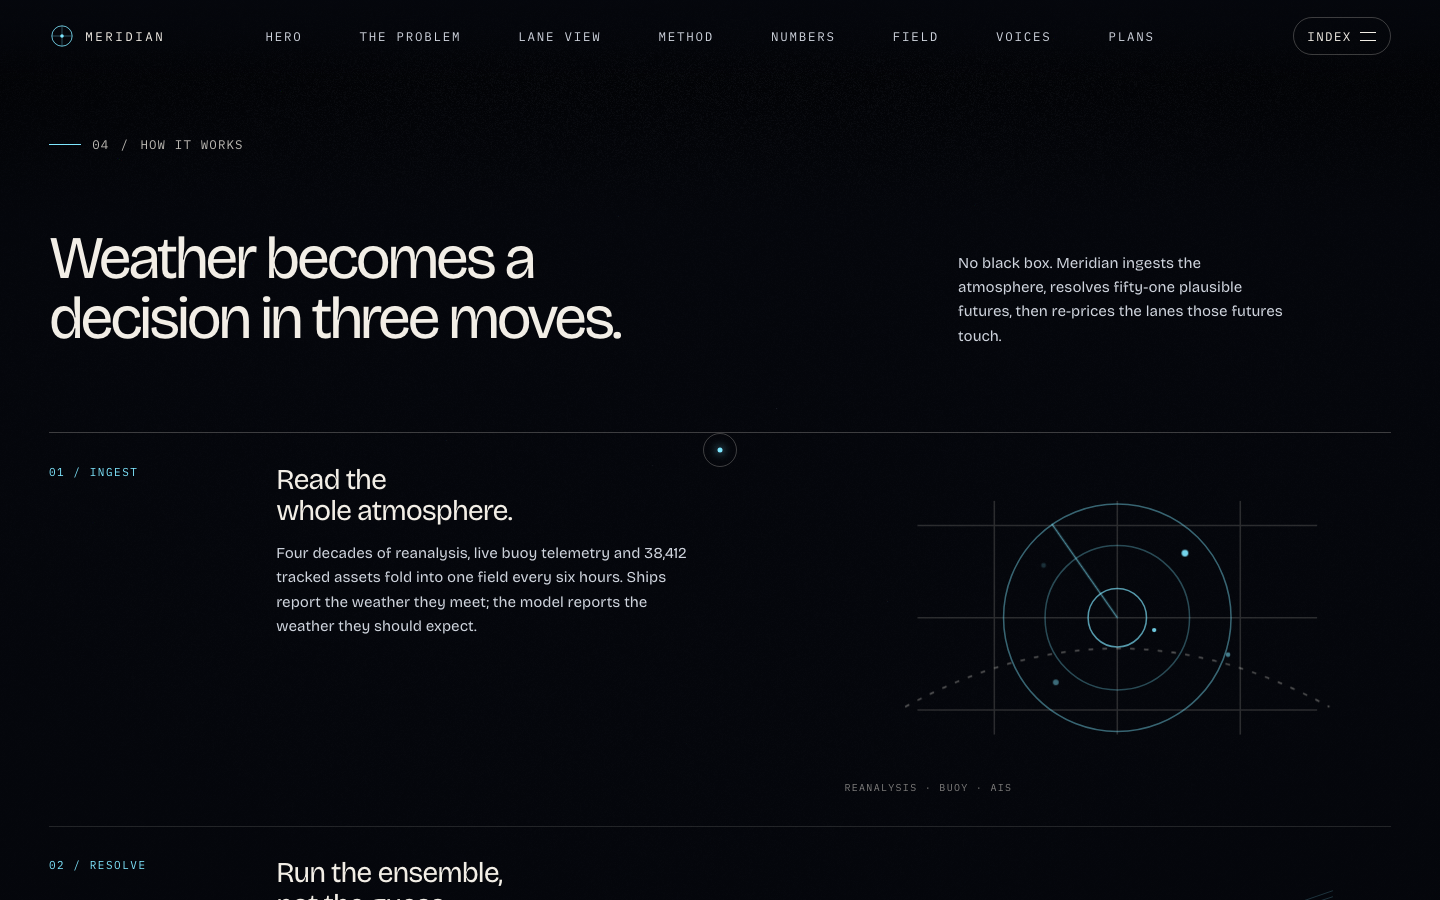 MERIDIAN
HERO
THE PROBLEM
LANE VIEW
METHOD
NUMBERS
FIELD
VOICES
PLANS
INDEX
04 / HOW IT WORKS
Weather becomes a
decision in three moves.
No black box. Meridian ingests the
atmosphere, resolves fifty-one plausible
futures, then re-prices the lanes those futures
touch.
01 / INGEST
Read the
whole atmosphere.
Four decades of reanalysis, live buoy telemetry and 38,412
tracked assets fold into one field every six hours. Ships
report the weather they meet; the model reports the
weather they should expect.
REANALYSIS · BUOY · AIS
02 / RESOLVE
Run the ensemble,
not the guess